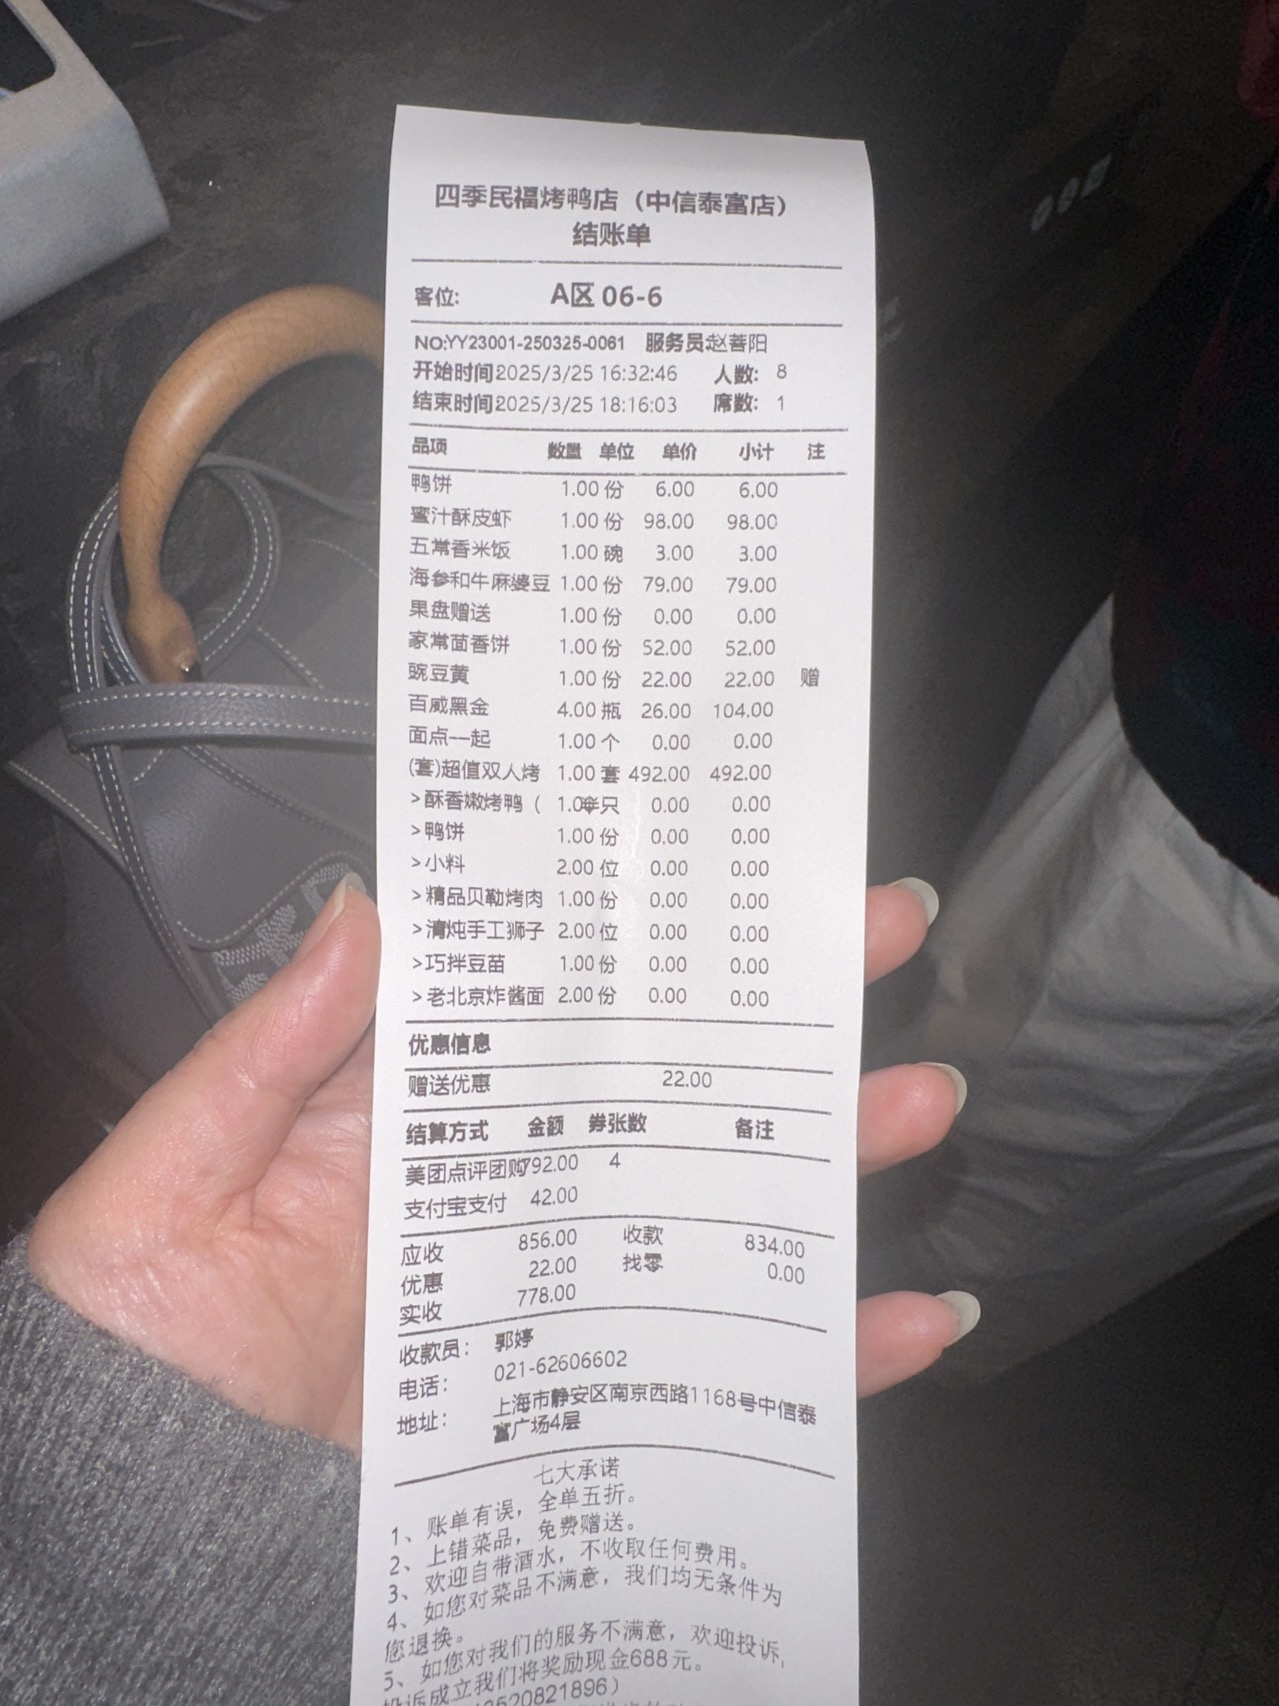 四季民福烤鸭店（中信泰富店）
结账单
客位: A区 06-6
NO:YY23001-250325-0061 服务员:赵菩阳
开始时间2025/3/25 16:32:46 人数: 8
结束时间2025/3/25 18:16:03 席数: 1
品项 数量 单位 单价 小计 注
鸭饼 1.00 份 6.00 6.00
蜜汁酥皮虾 1.00 份 98.00 98.00
五常香米饭 1.00 碗 3.00 3.00
海参和牛麻婆豆 1.00 份 79.00 79.00
果盘赠送 1.00 份 0.00 0.00
家常茴香饼 1.00 份 52.00 52.00
豌豆黄 1.00 份 22.00 22.00 赠
百威黑金 4.00 瓶 26.00 104.00
面点一起 1.00 个 0.00 0.00
(套)超值双人烤 1.00 套 492.00 492.00
>酥香嫩烤鸭（ 1.00半只 0.00 0.00
>鸭饼 1.00 份 0.00 0.00
>小料 2.00 位 0.00 0.00
>精品贝勒烤肉 1.00 份 0.00 0.00
>清炖手工狮子 2.00 位 0.00 0.00
>巧拌豆苗 1.00 份 0.00 0.00
>老北京炸酱面 2.00 份 0.00 0.00
优惠信息
赠送优惠 22.00
结算方式 金额 券张数 备注
美团点评团购792.00 4
支付宝支付 42.00
应收 856.00 收款 834.00
优惠 22.00 找零 0.00
实收 778.00
收款员: 郭婷
电话: 021-62606602
地址: 上海市静安区南京西路1168号中信泰
富广场4层
七大承诺
1、账单有误，全单五折。
2、上错菜品，免费赠送。
3、欢迎自带酒水，不收取任何费用。
4、如您对菜品不满意，我们均无条件为
您退换。
5、如您对我们的服务不满意，欢迎投诉，
投诉成立我们将奖励现金688元。
3520821896）